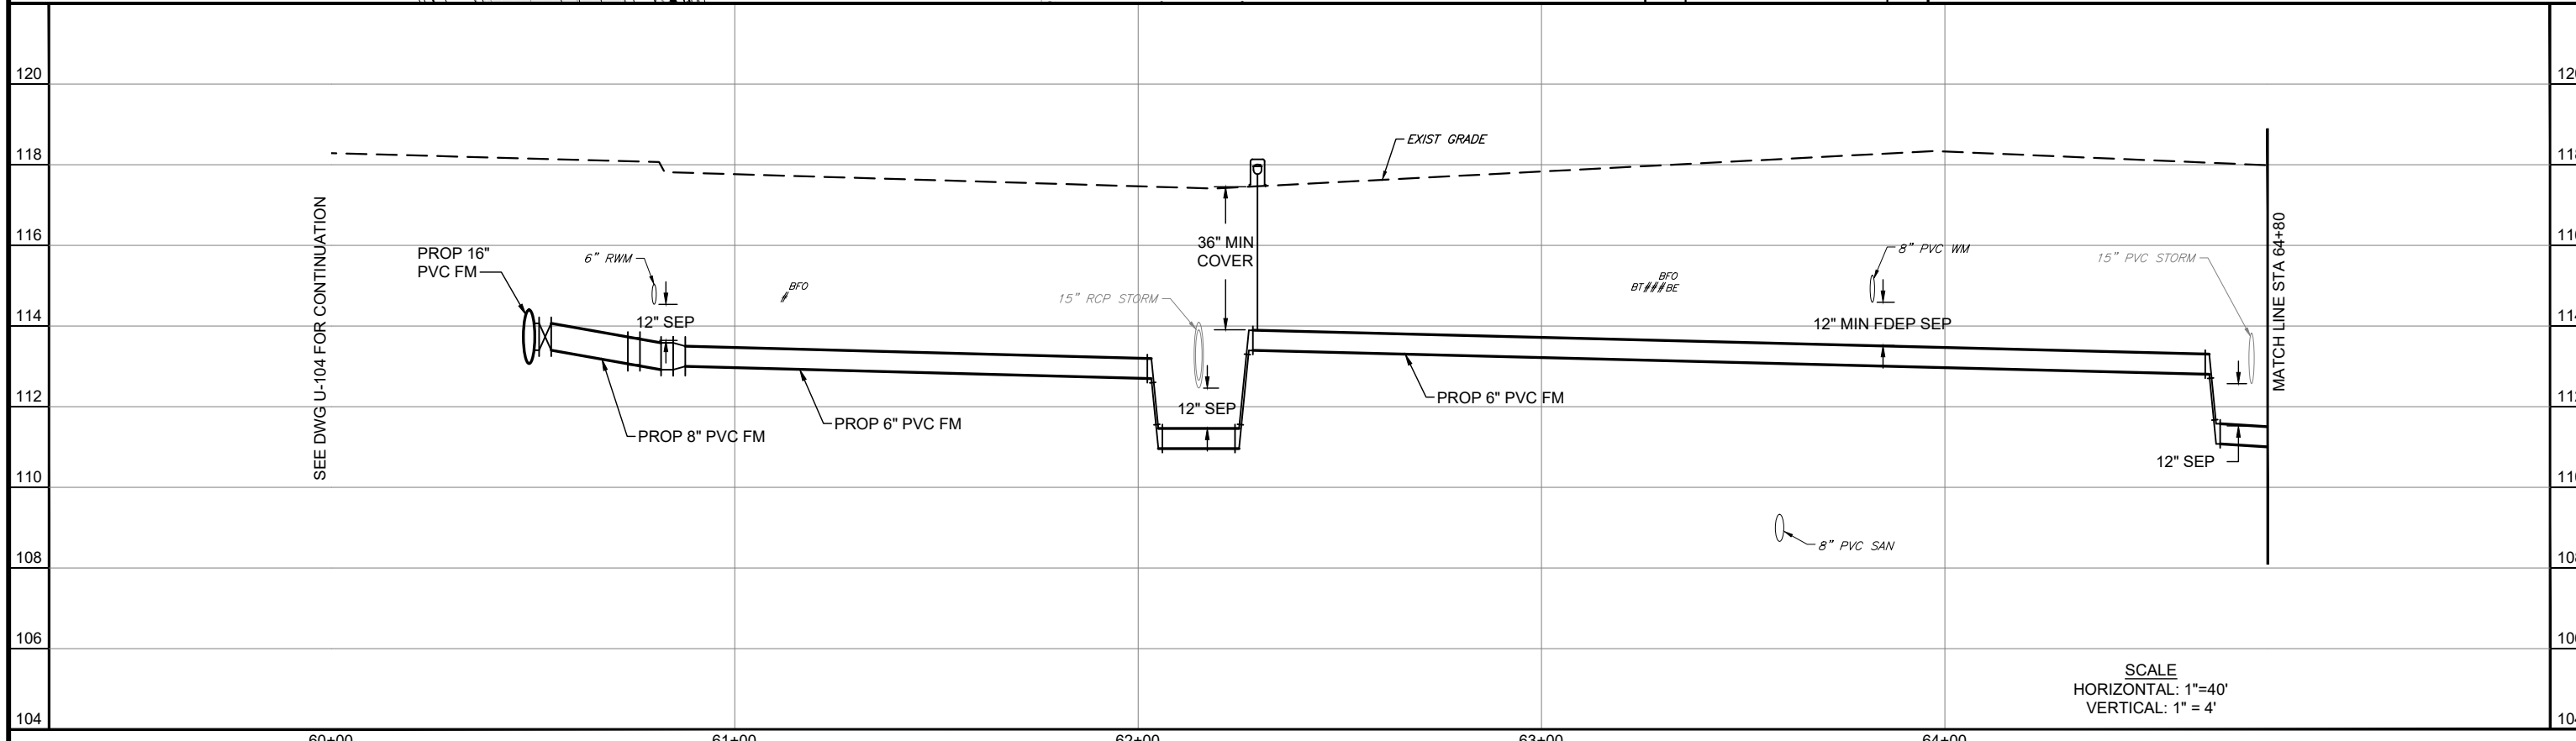 120
118
116
114
112
110
108
106
104
SEE DWG U-104 FOR CONTINUATION
PROP 16"
PVC FM
6" RWM
12" SEP
BFO
PROP 8" PVC FM
PROP 6" PVC FM
15" RCP STORM
36" MIN
COVER
12" SEP
EXIST GRADE
PROP 6" PVC FM
BFO
BT
BE
8" PVC WM
12" MIN FDEP SEP
8" PVC SAN
15" PVC STORM
12" SEP
MATCH LINE STA 64+80
SCALE
HORIZONTAL: 1"=40'
VERTICAL: 1" = 4'
60+00
61+00
62+00
63+00
64+00